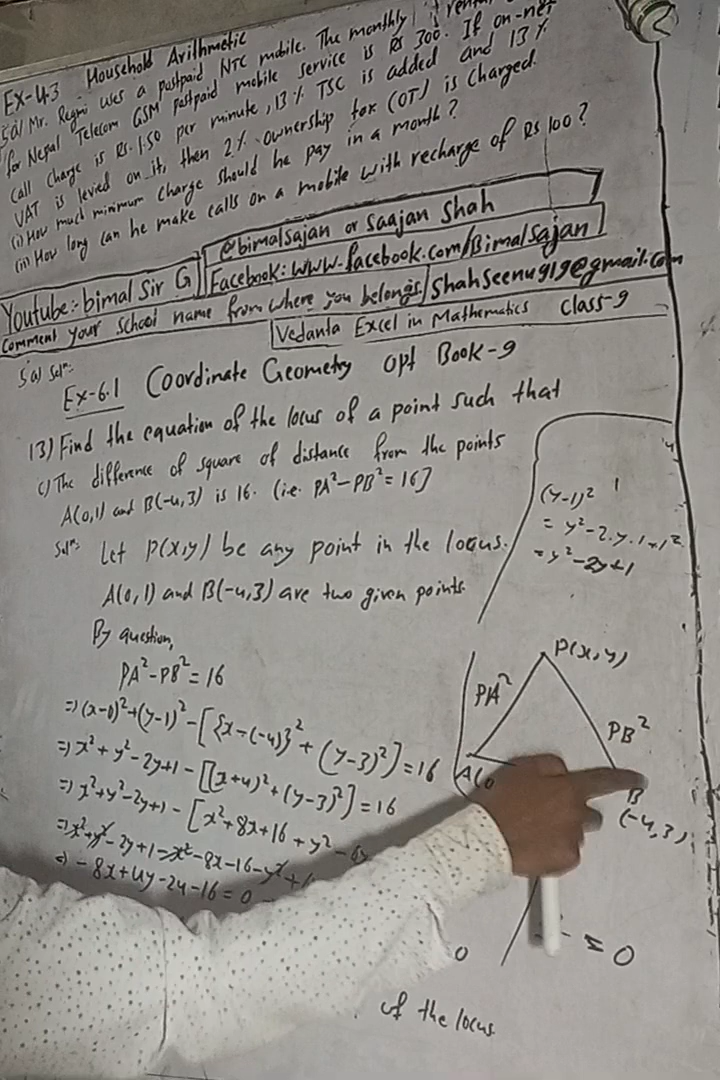 Ex-4.3 Household Arithmetic
5a) Mr. Regmi uses a postpaid NTC mobile. The monthly rental
for Nepal Telecom GSM postpaid mobile service is Rs 300. If on-net
call charge is Rs. 1.50 per minute, 13% TSC is added and 13%
VAT is levied on it, then 2% ownership tax (OT) is charged.
(i) How much minimum charge should he pay in a month?
(ii) How long can he make calls on a mobile with recharge of Rs 100?
@bimalsajan or saajan Shah
Youtube:- bimal Sir G
Facebook: www.facebook.com/Bimalsajan
Comment your school name from where you belongs.
Shahseenu919@gmail.com
Vedanta Excel in Mathematics Class-9
5a) Solⁿ:
Ex-6.1 Coordinate Geometry opt Book-9
13) Find the equation of the locus of a point such that
c) The difference of square of distance from the points
A(0,1) and B(-4,3) is 16. (i.e. PA²-PB²=16]
Solⁿ: Let P(x,y) be any point in the locus.
A(0,1) and B(-4,3) are two given points.
By question,
PA²-PB²=16
⇒(x-0)²+(y-1)²-[{x-(-4)}²+(y-3)²]=16
⇒x²+y²-2y+1-[(x+4)²+(y-3)²]=16
⇒x²+y²-2y+1-[x²+8x+16+y²-6y
⇒x²+y²-2y+1-x²-8x-16-y²+
⇒-8x+4y-24-16=0
0
of the locus
(y-1)²
=y²-2.y.1+1²
=y²-2y+1
P(x,y)
PA²
PB²
A(0
B
(-4,3)
=0